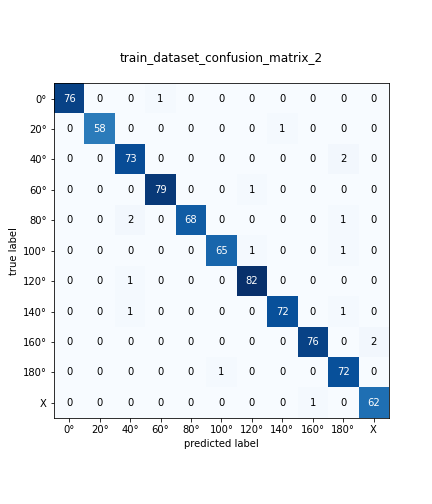 train_dataset_confusion_matrix_2
0° 76 0 0 1 0 0 0 0 0 0 0
20° 0 58 0 0 0 0 0 1 0 0 0
40° 0 0 73 0 0 0 0 0 0 2 0
60° 0 0 0 79 0 0 1 0 0 0 0
80° 0 0 2 0 68 0 0 0 0 1 0
100° 0 0 0 0 0 65 1 0 0 1 0
120° 0 0 1 0 0 0 82 0 0 0 0
140° 0 0 1 0 0 0 0 72 0 1 0
160° 0 0 0 0 0 0 0 0 76 0 2
180° 0 0 0 0 0 1 0 0 0 72 0
X 0 0 0 0 0 0 0 0 1 0 62
0° 20° 40° 60° 80° 100° 120° 140° 160° 180° X
predicted label
true label